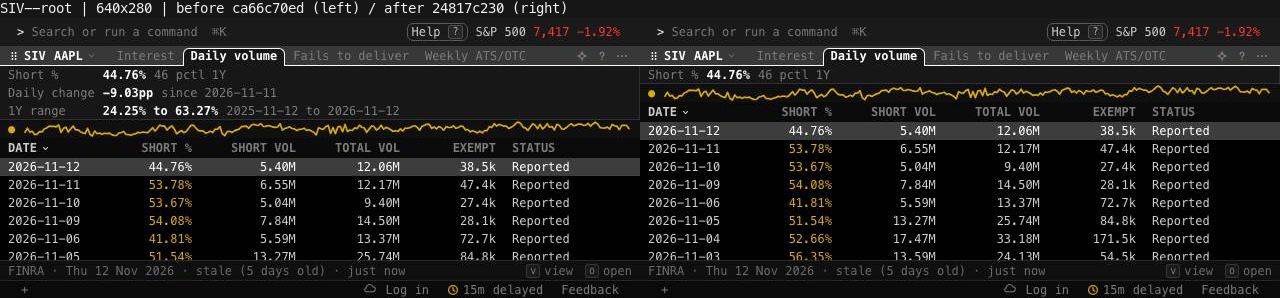 SIV——root | 640x280 | before ca66c70ed (left) / after 24817c230 (right)
> Search or run a command ⌘K Help ? S&P 500 7,417 −1.92%
SIV AAPL Interest Daily volume Fails to deliver Weekly ATS/OTC ? ···
Short % 44.76% 46 pctl 1Y
Daily change −9.03pp since 2026-11-11
1Y range 24.25% to 63.27% 2025-11-12 to 2026-11-12
DATE SHORT % SHORT VOL TOTAL VOL EXEMPT STATUS
2026-11-12 44.76% 5.40M 12.06M 38.5k Reported
2026-11-11 53.78% 6.55M 12.17M 47.4k Reported
2026-11-10 53.67% 5.04M 9.40M 27.4k Reported
2026-11-09 54.08% 7.84M 14.50M 28.1k Reported
2026-11-06 41.81% 5.59M 13.37M 72.7k Reported
2026-11-05 51.54% 13.27M 25.74M 84.8k Reported
FINRA · Thu 12 Nov 2026 · stale (5 days old) · just now v view o open
+ Log in 15m delayed Feedback
> Search or run a command ⌘K Help ? S&P 500 7,417 −1.92%
SIV AAPL Interest Daily volume Fails to deliver Weekly ATS/OTC ? ···
Short % 44.76% 46 pctl 1Y
DATE SHORT % SHORT VOL TOTAL VOL EXEMPT STATUS
2026-11-12 44.76% 5.40M 12.06M 38.5k Reported
2026-11-11 53.78% 6.55M 12.17M 47.4k Reported
2026-11-10 53.67% 5.04M 9.40M 27.4k Reported
2026-11-09 54.08% 7.84M 14.50M 28.1k Reported
2026-11-06 41.81% 5.59M 13.37M 72.7k Reported
2026-11-05 51.54% 13.27M 25.74M 84.8k Reported
2026-11-04 52.66% 17.47M 33.18M 171.5k Reported
2026-11-03 56.35% 13.59M 24.13M 54.5k Reported
FINRA · Thu 12 Nov 2026 · stale (5 days old) · just now v view o open
+ Log in 15m delayed Feedback